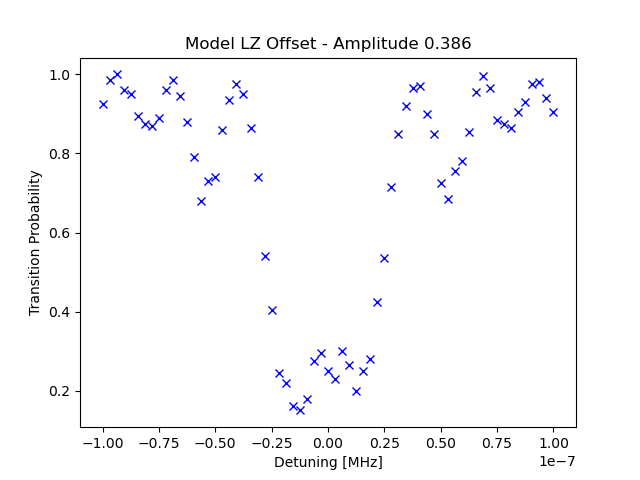 Model LZ Offset - Amplitude 0.386
Transition Probability
1.0
0.8
0.6
0.4
0.2
−1.00 −0.75 −0.50 −0.25 0.00 0.25 0.50 0.75 1.00
1e−7
Detuning [MHz]